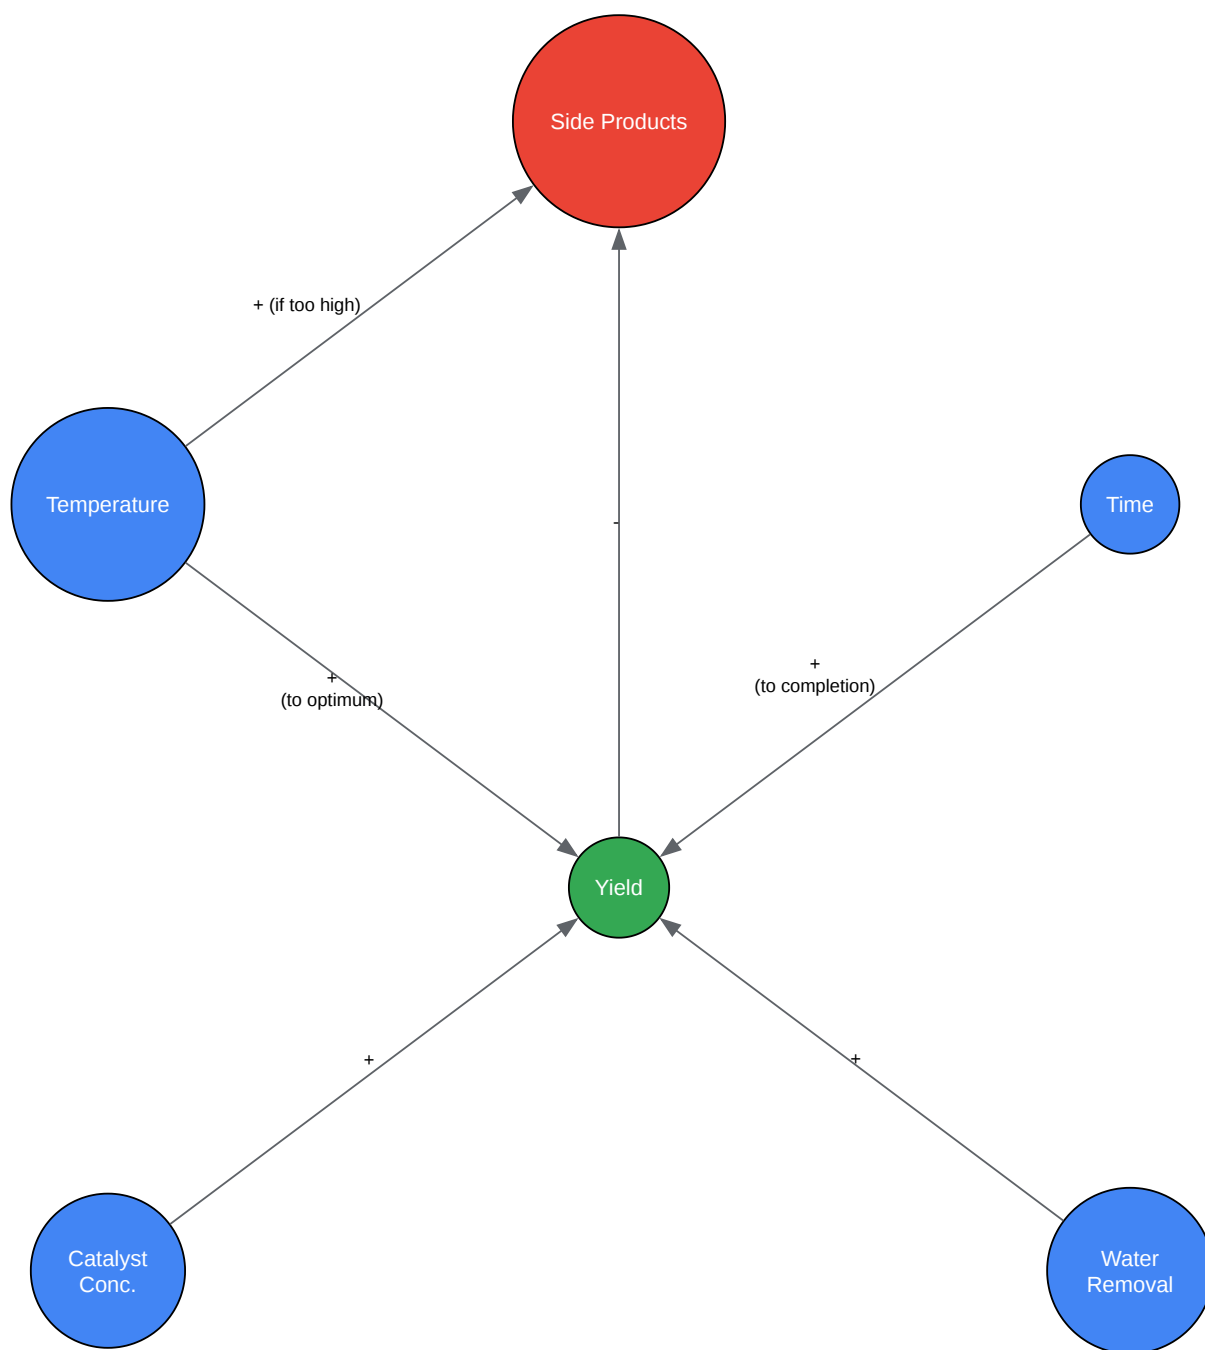 Side Products
+ (if too high)
Temperature
Time
-
+
(to completion)
+
(to optimum)
Yield
+
+
Catalyst
Conc.
Water
Removal